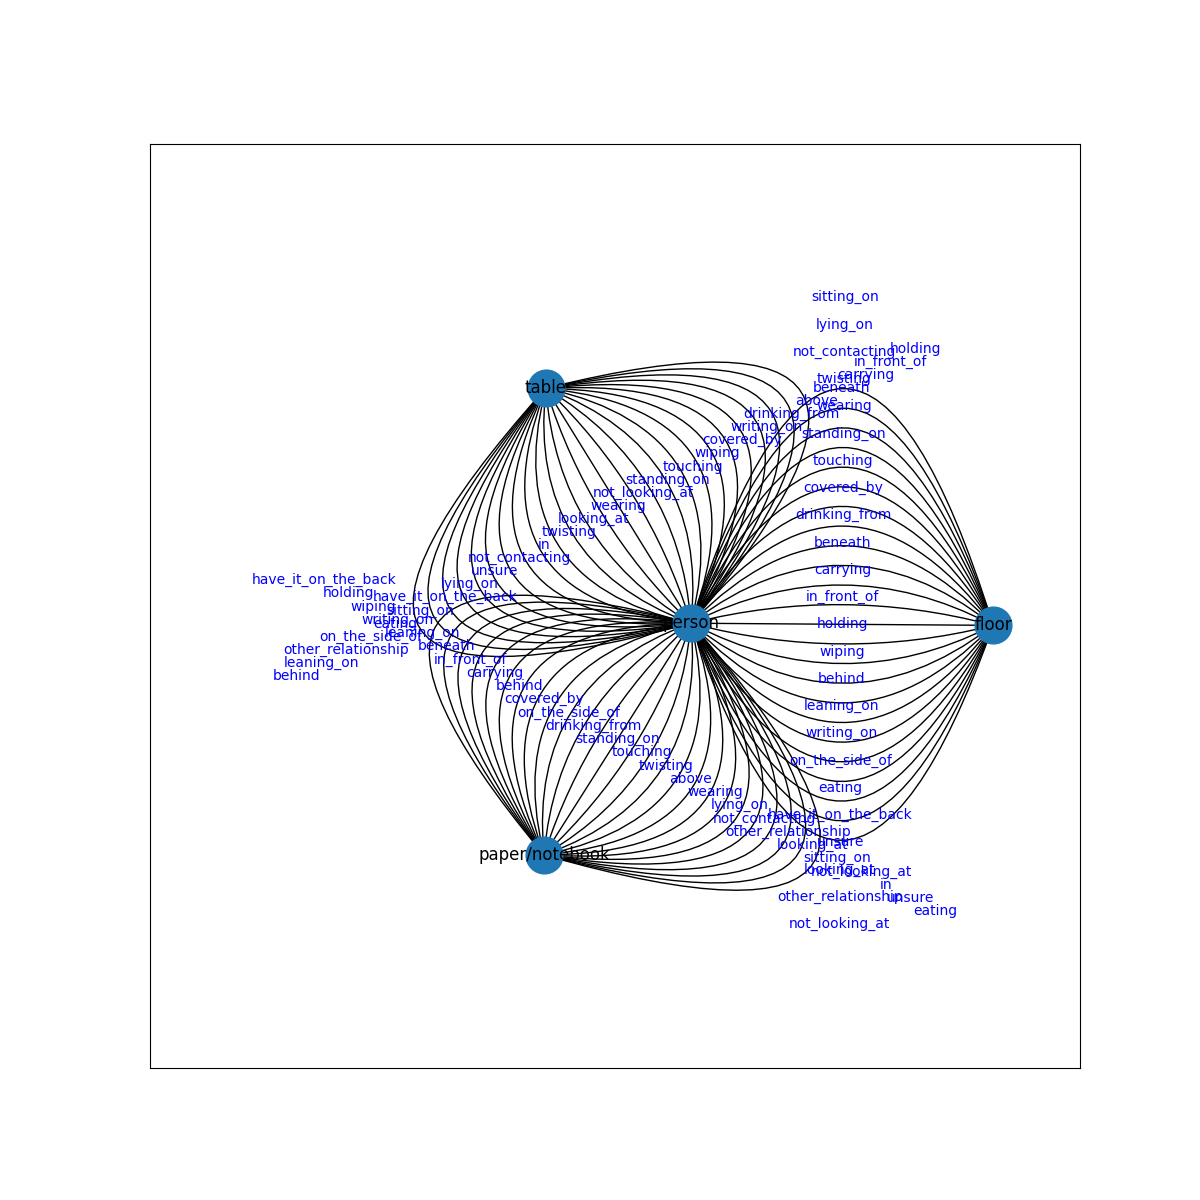 sitting_on
lying_on
holding
not_contacting
in_front_of
carrying
twisting
table
beneath
above
wearing
drinking_from
writing_on
standing_on
covered_by
wiping
touching
touching
standing_on
covered_by
not_looking_at
wearing
drinking_from
looking_at
twisting
beneath
in
not_contacting
carrying
unsure
have_it_on_the_back
lying_on
holding
have_it_on_the_back
in_front_of
wiping
sitting_on
writing_on
eating
person
holding
floor
leaning_on
on_the_side_of
beneath
other_relationship
wiping
in_front_of
leaning_on
carrying
behind
behind
behind
covered_by
leaning_on
on_the_side_of
drinking_from
writing_on
standing_on
touching
on_the_side_of
twisting
above
eating
wearing
lying_on
have_it_on_the_back
not_contacting
other_relationship
unsure
looking_at
paper/notebook
sitting_on
looking_at
not_looking_at
in
other_relationship
unsure
eating
not_looking_at